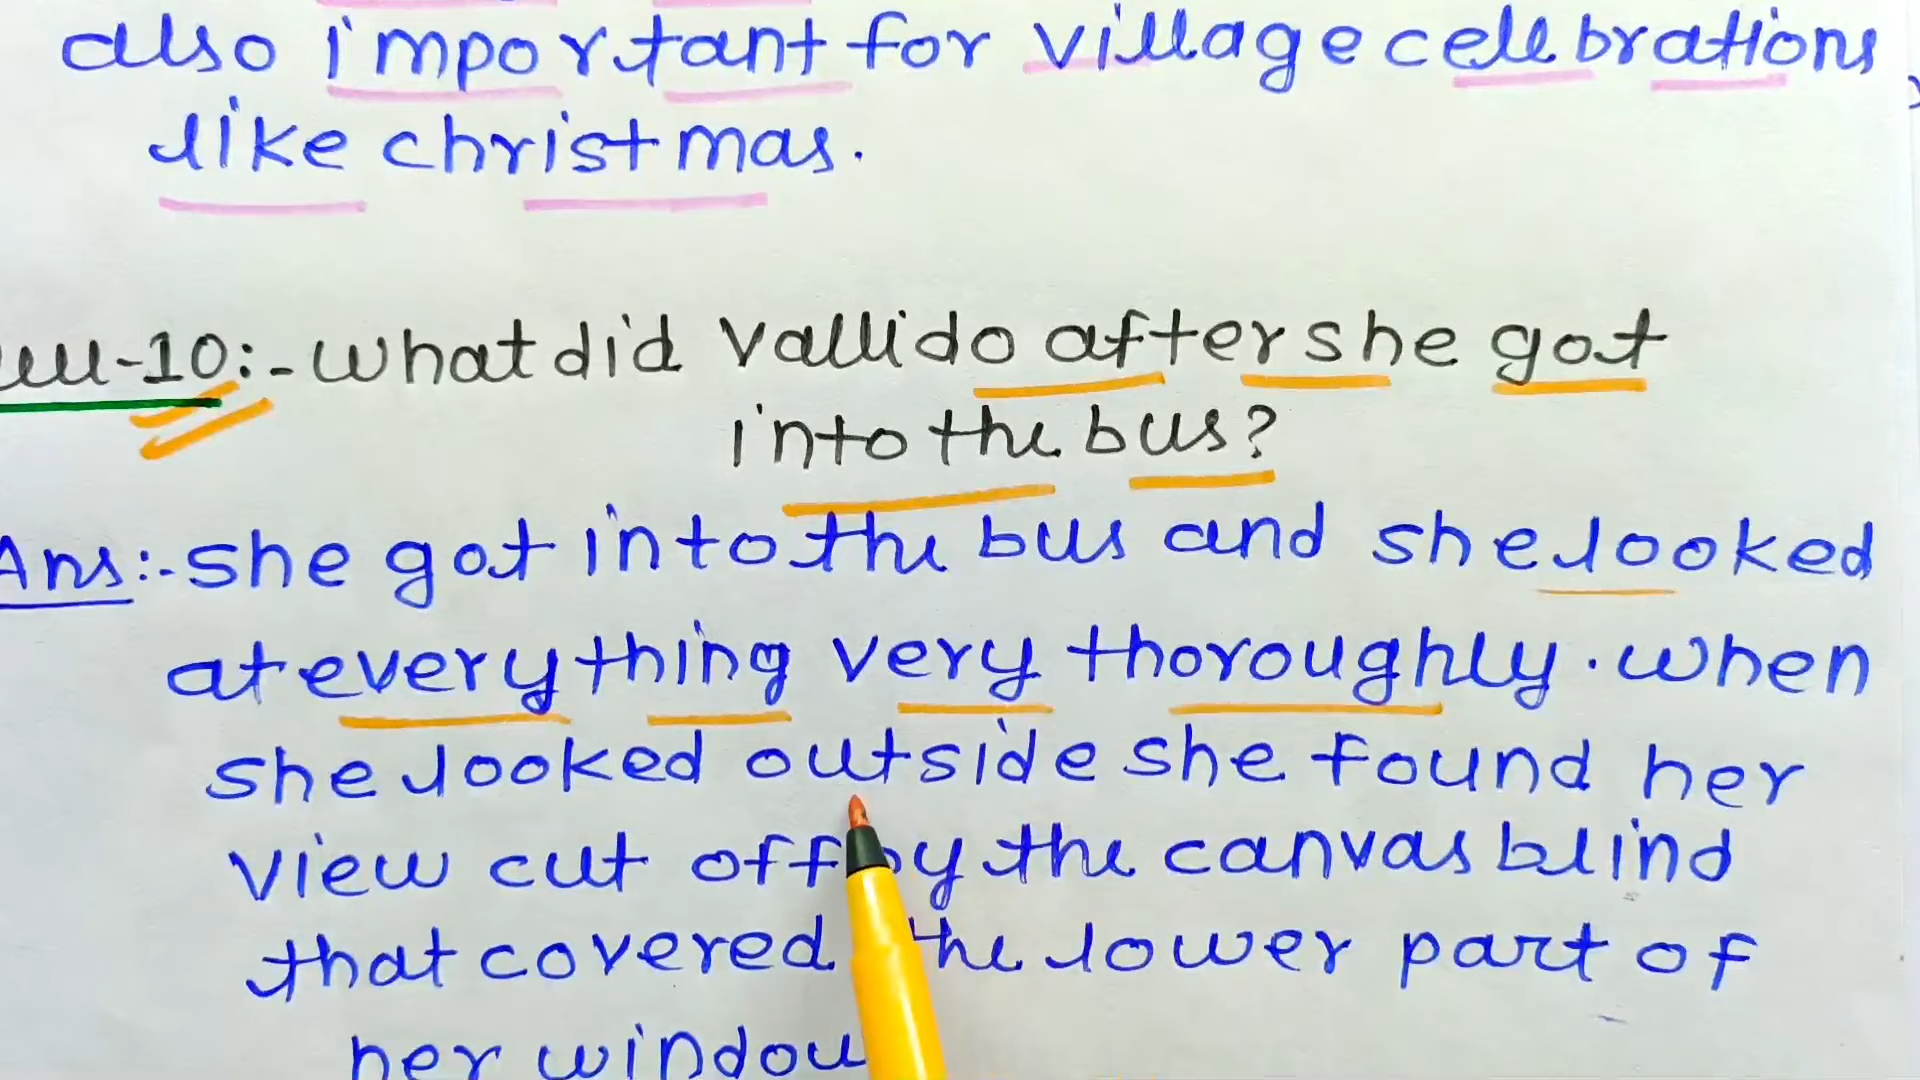 also important for village celebrations
like christmas.
-10:- What did Valli do after she got
into the bus?
Ans:- she got into the bus and she looked
at everything very thoroughly. When
she looked outside she found her
view cut off by the canvas blind
that covered the lower part of
her window